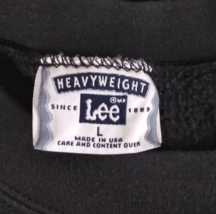 HEAVYWEIGHT
SINCE Lee 1889
L
MADE IN USA
CARE AND CONTENT OVER